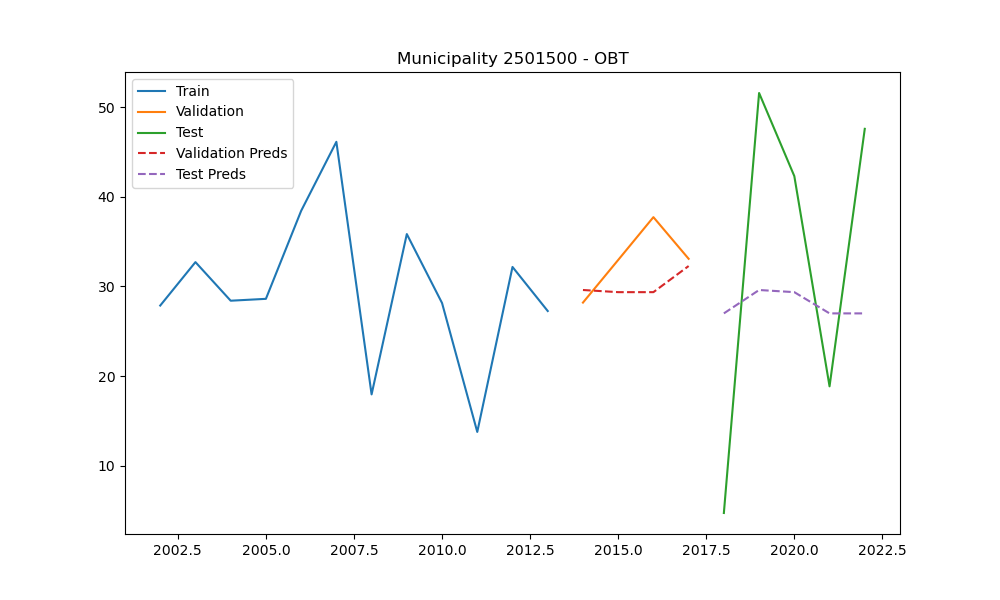 Municipality 2501500 - OBT
Train
Validation
Test
Validation Preds
Test Preds
50
40
30
20
10
2002.5 2005.0 2007.5 2010.0 2012.5 2015.0 2017.5 2020.0 2022.5